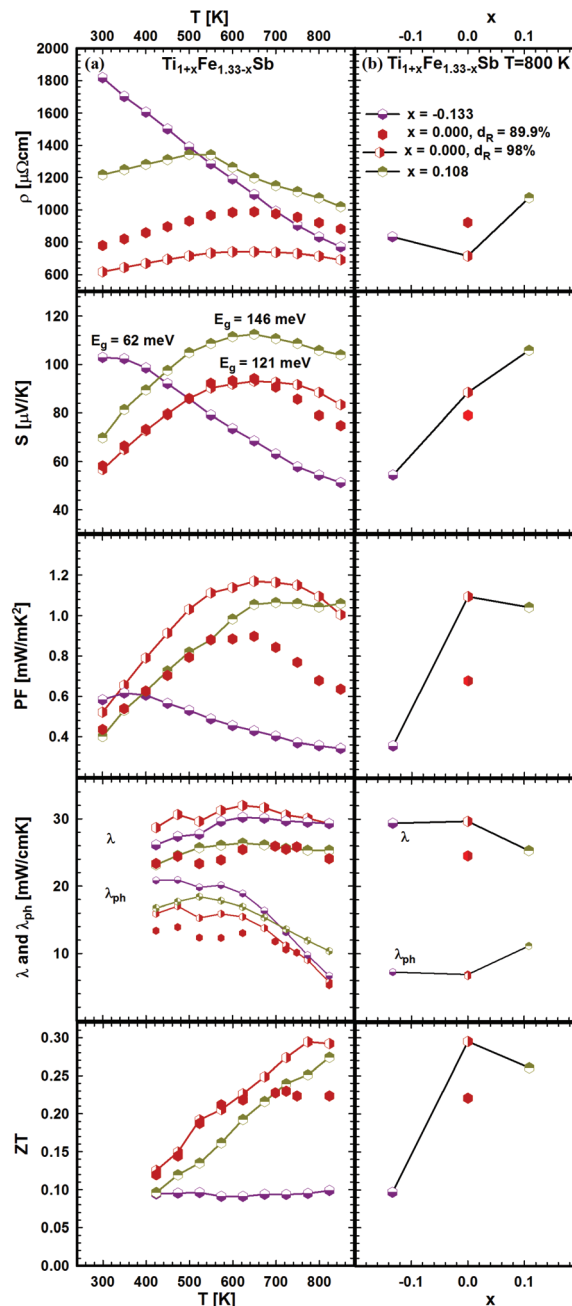 T [K]
x
300 400 500 600 700 800
-0.1 0.0 0.1
(a) Ti1+xFe1.33-xSb
(b) Ti1+xFe1.33-xSb T=800 K
x = -0.133
x = 0.000, dR = 89.9%
x = 0.000, dR = 98%
x = 0.108
ρ [μΩcm]
2000
1800
1600
1400
1200
1000
800
600
S [μV/K]
120
100
80
60
40
Eg = 146 meV
Eg = 62 meV
Eg = 121 meV
PF [mW/mK2]
1.2
1.0
0.8
0.6
0.4
λ and λph [mW/cmK]
30
20
10
λ
λph
λ
λph
ZT
0.30
0.25
0.20
0.15
0.10
0.05
0.00
300 400 500 600 700 800
-0.1 0.0 0.1
T [K]
x